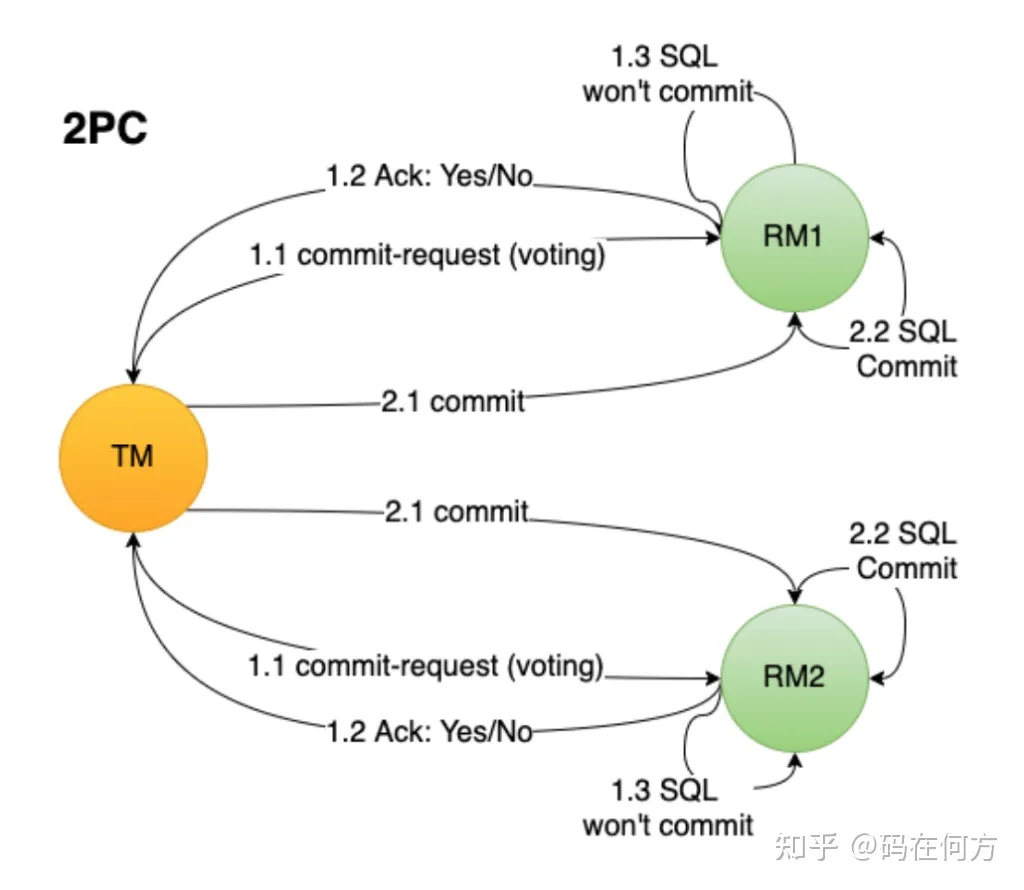 1.3 SQL
won't commit
2PC
1.2 Ack: Yes/No
RM1
1.1 commit-request (voting)
2.2 SQL
Commit
2.1 commit
TM
2.1 commit
2.2 SQL
Commit
1.1 commit-request (voting)
RM2
1.2 Ack: Yes/No
1.3 SQL
won't commit
知乎 @码在何方